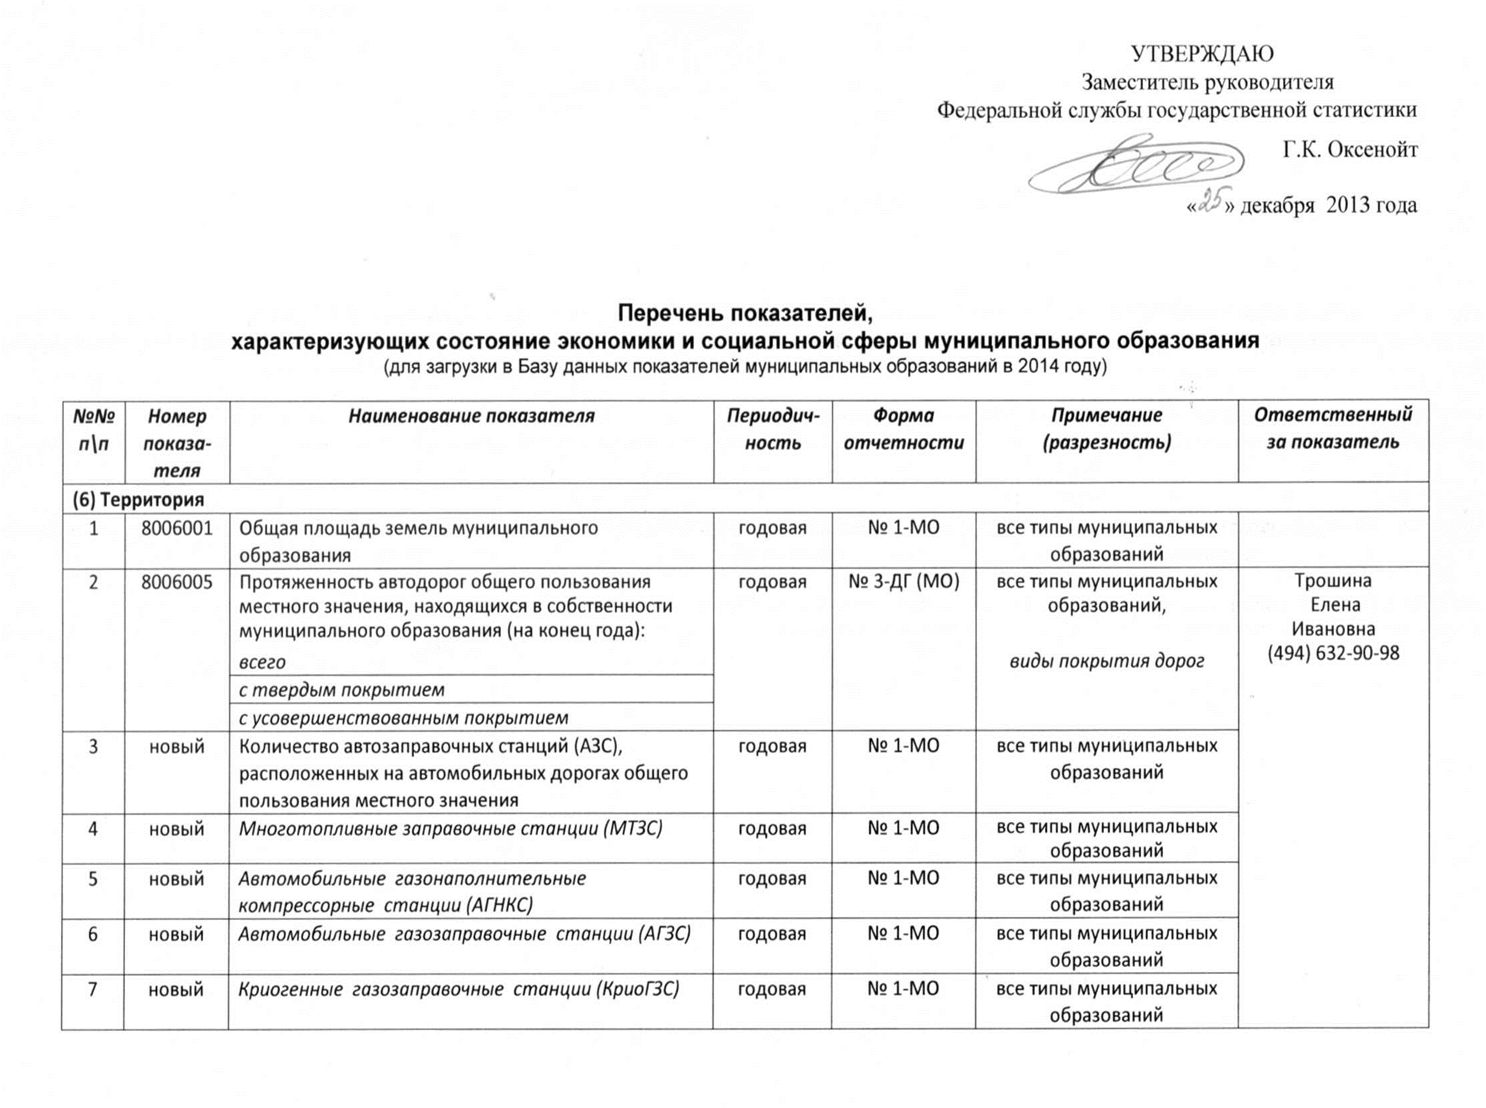 УТВЕРЖДАЮ
Заместитель руководителя
Федеральной службы государственной статистики
Г.К. Оксенойт
«25» декабря 2013 года
Перечень показателей,
характеризующих состояние экономики и социальной сферы муниципального образования
(для загрузки в Базу данных показателей муниципальных образований в 2014 году)
№№ п\п
Номер показа-теля
Наименование показателя
Периодич-ность
Форма отчетности
Примечание (разрезность)
Ответственный за показатель
(6) Территория
1 8006001 Общая площадь земель муниципального годовая № 1-МО все типы муниципальных
образования образований
2 8006005 Протяженность автодорог общего пользования годовая № 3-ДГ (МО) все типы муниципальных Трошина
местного значения, находящихся в собственности образований, Елена
муниципального образования (на конец года): Ивановна
всего виды покрытия дорог (494) 632-90-98
с твердым покрытием
с усовершенствованным покрытием
3 новый Количество автозаправочных станций (АЗС), годовая № 1-МО все типы муниципальных
расположенных на автомобильных дорогах общего образований
пользования местного значения
4 новый Многотопливные заправочные станции (МТЗС) годовая № 1-МО все типы муниципальных
образований
5 новый Автомобильные газонаполнительные годовая № 1-МО все типы муниципальных
компрессорные станции (АГНКС) образований
6 новый Автомобильные газозаправочные станции (АГЗС) годовая № 1-МО все типы муниципальных
образований
7 новый Криогенные газозаправочные станции (КриоГЗС) годовая № 1-МО все типы муниципальных
образований